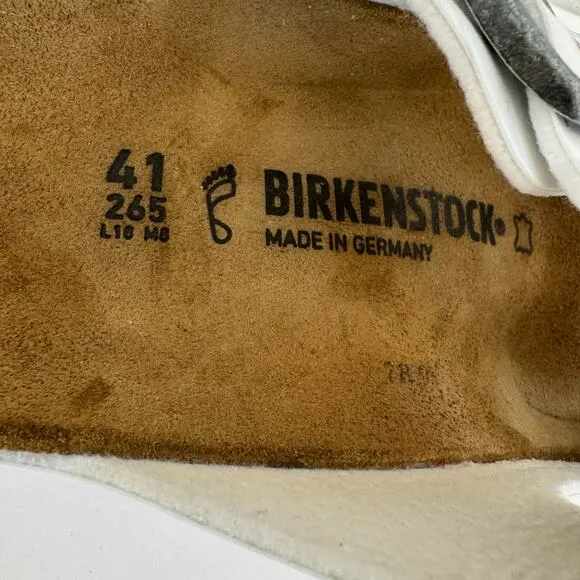 41
265
L10 M8
BIRKENSTOCK®
MADE IN GERMANY